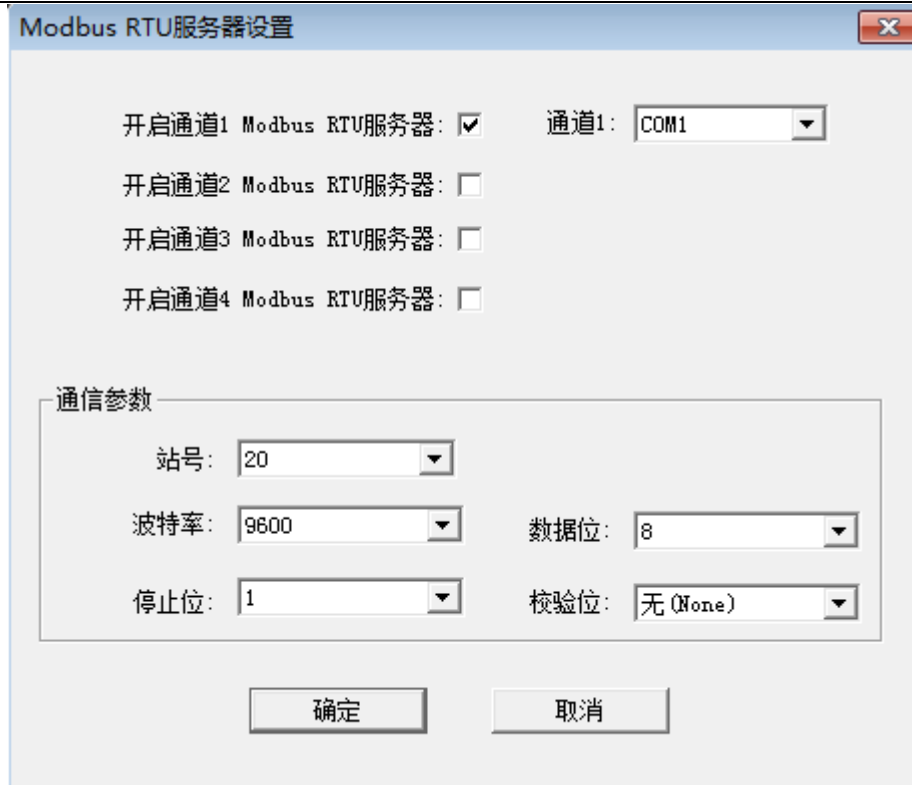 Modbus RTU服务器设置
开启通道1 Modbus RTU服务器: 通道1: COM1
开启通道2 Modbus RTU服务器:
开启通道3 Modbus RTU服务器:
开启通道4 Modbus RTU服务器:
通信参数
站号: 20
波特率: 9600 数据位: 8
停止位: 1 校验位: 无(None)
确定 取消